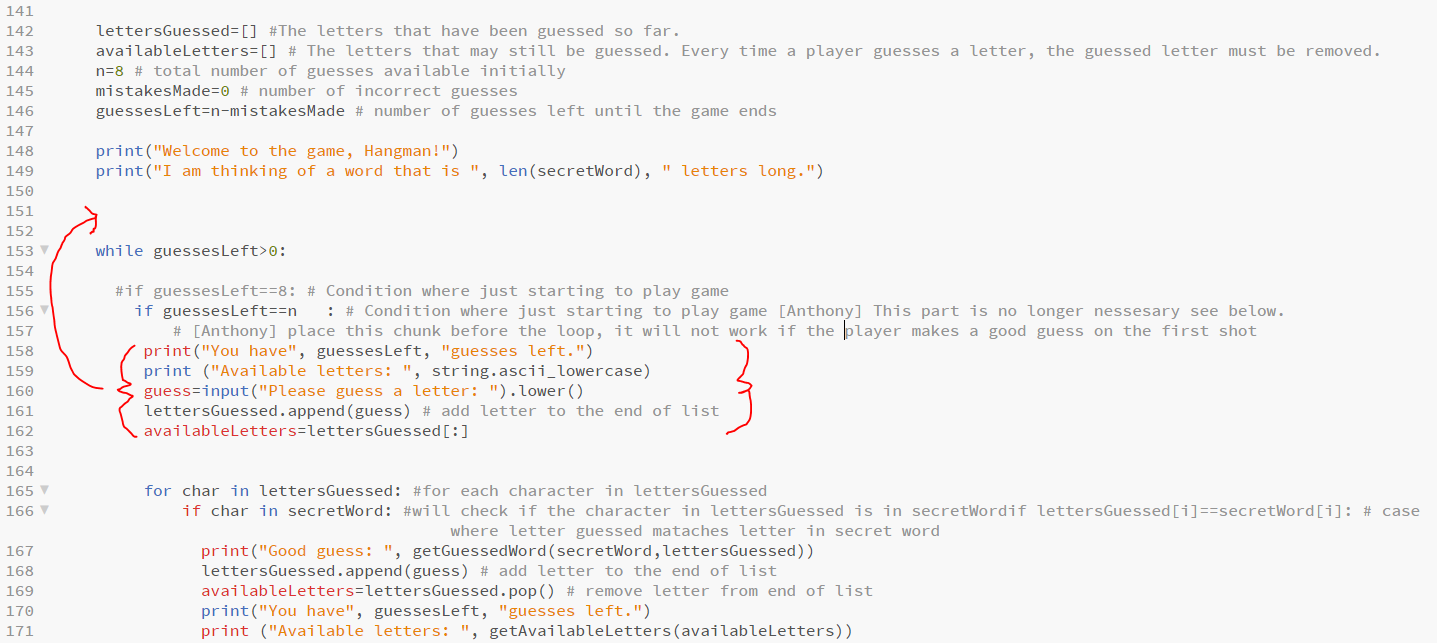 141
142 lettersGuessed=[] #The letters that have been guessed so far.
143 availableLetters=[] # The letters that may still be guessed. Every time a player guesses a letter, the guessed letter must be removed.
144 n=8 # total number of guesses available initially
145 mistakesMade=0 # number of incorrect guesses
146 guessesLeft=n-mistakesMade # number of guesses left until the game ends
147
148 print("Welcome to the game, Hangman!")
149 print("I am thinking of a word that is ", len(secretWord), " letters long.")
150
151
152
153 while guessesLeft>0:
154
155 #if guessesLeft==8: # Condition where just starting to play game
156 if guessesLeft==n : # Condition where just starting to play game [Anthony] This part is no longer nessesary see below.
157 # [Anthony] place this chunk before the loop, it will not work if the player makes a good guess on the first shot
158 print("You have", guessesLeft, "guesses left.")
159 print ("Available letters: ", string.ascii_lowercase)
160 guess=input("Please guess a letter: ").lower()
161 lettersGuessed.append(guess) # add letter to the end of list
162 availableLetters=lettersGuessed[:]
163
164
165 for char in lettersGuessed: #for each character in lettersGuessed
166 if char in secretWord: #will check if the character in lettersGuessed is in secretWordif lettersGuessed[i]==secretWord[i]: # case
where letter guessed mataches letter in secret word
167 print("Good guess: ", getGuessedWord(secretWord,lettersGuessed))
168 lettersGuessed.append(guess) # add letter to the end of list
169 availableLetters=lettersGuessed.pop() # remove letter from end of list
170 print("You have", guessesLeft, "guesses left.")
171 print ("Available letters: ", getAvailableLetters(availableLetters))